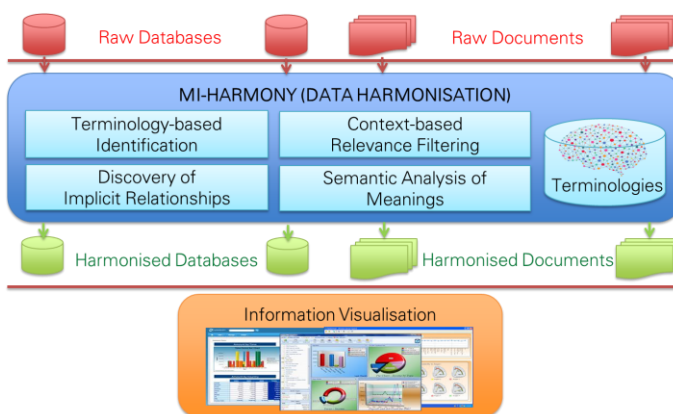 Raw Databases
Raw Documents
MI-HARMONY (DATA HARMONISATION)
Terminology-based
Identification
Context-based
Relevance Filtering
Discovery of
Implicit Relationships
Semantic Analysis of
Meanings
Terminologies
Harmonised Databases
Harmonised Documents
Information Visualisation